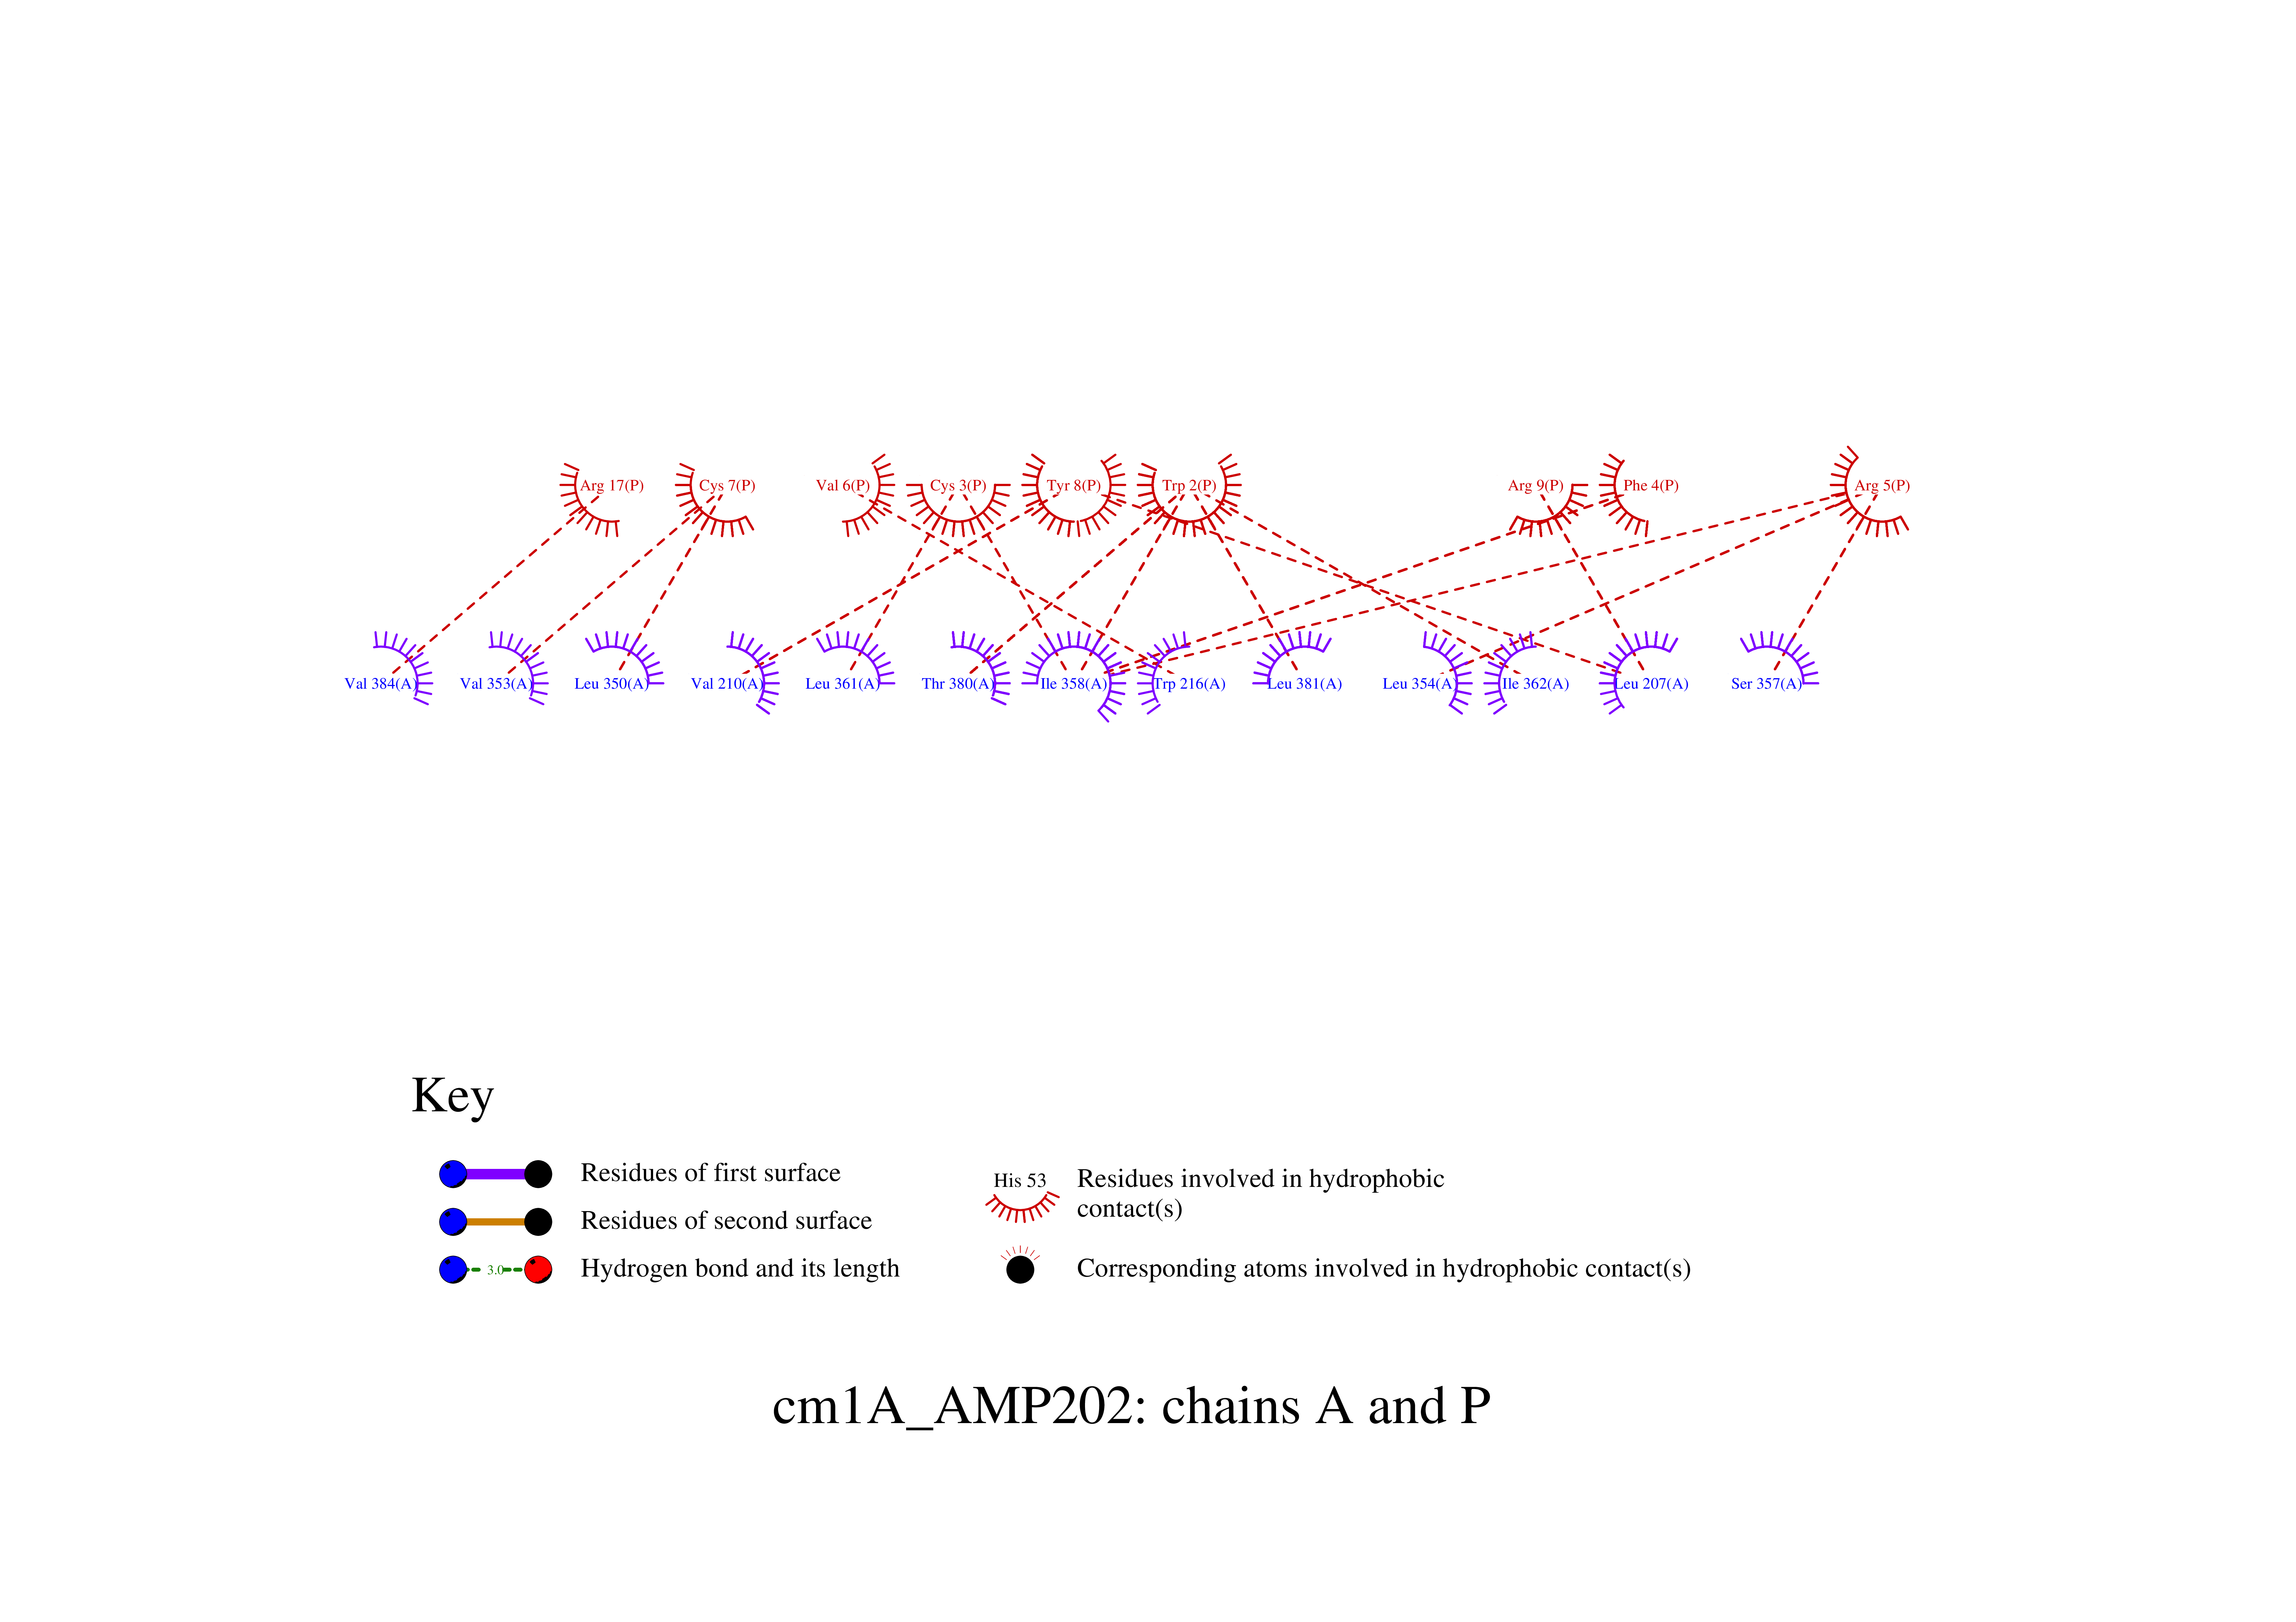 Arg 17(P) Cys 7(P) Val 6(P) Cys 3(P) Tyr 8(P) Trp 2(P) Arg 9(P) Phe 4(P) Arg 5(P)
Val 384(A) Val 353(A) Leu 350(A) Val 210(A) Leu 361(A) Thr 380(A) Ile 358(A) Trp 216(A) Leu 381(A) Leu 354(A) Ile 362(A) Leu 207(A) Ser 357(A)
Key
Residues of first surface
Residues of second surface
3.0 Hydrogen bond and its length
His 53 Residues involved in hydrophobic
contact(s)
Corresponding atoms involved in hydrophobic contact(s)
cm1A_AMP202: chains A and P